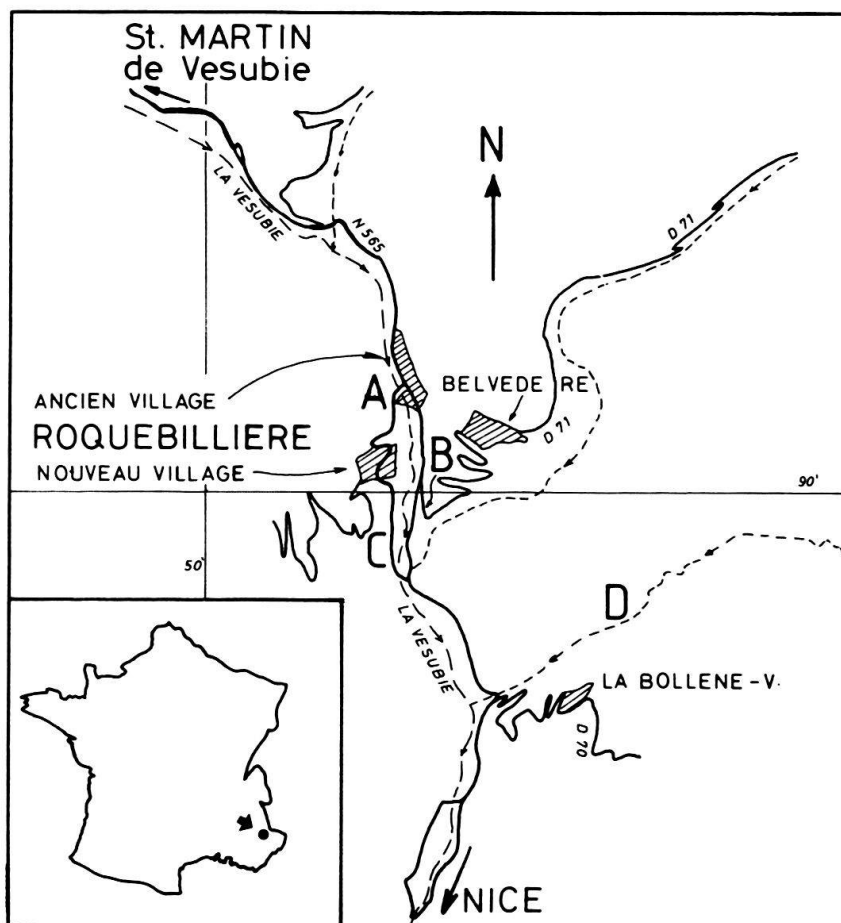 St. MARTIN
de Vesubie
N
LA VESUBIE
N 565
D 71
ANCIEN VILLAGE
A
BELVEDE RE
ROQUEBILLIERE
D 71
NOUVEAU VILLAGE
B
90'
C
50'
D
LA VESUBIE
LA BOLLENE - V.
D 70
NICE